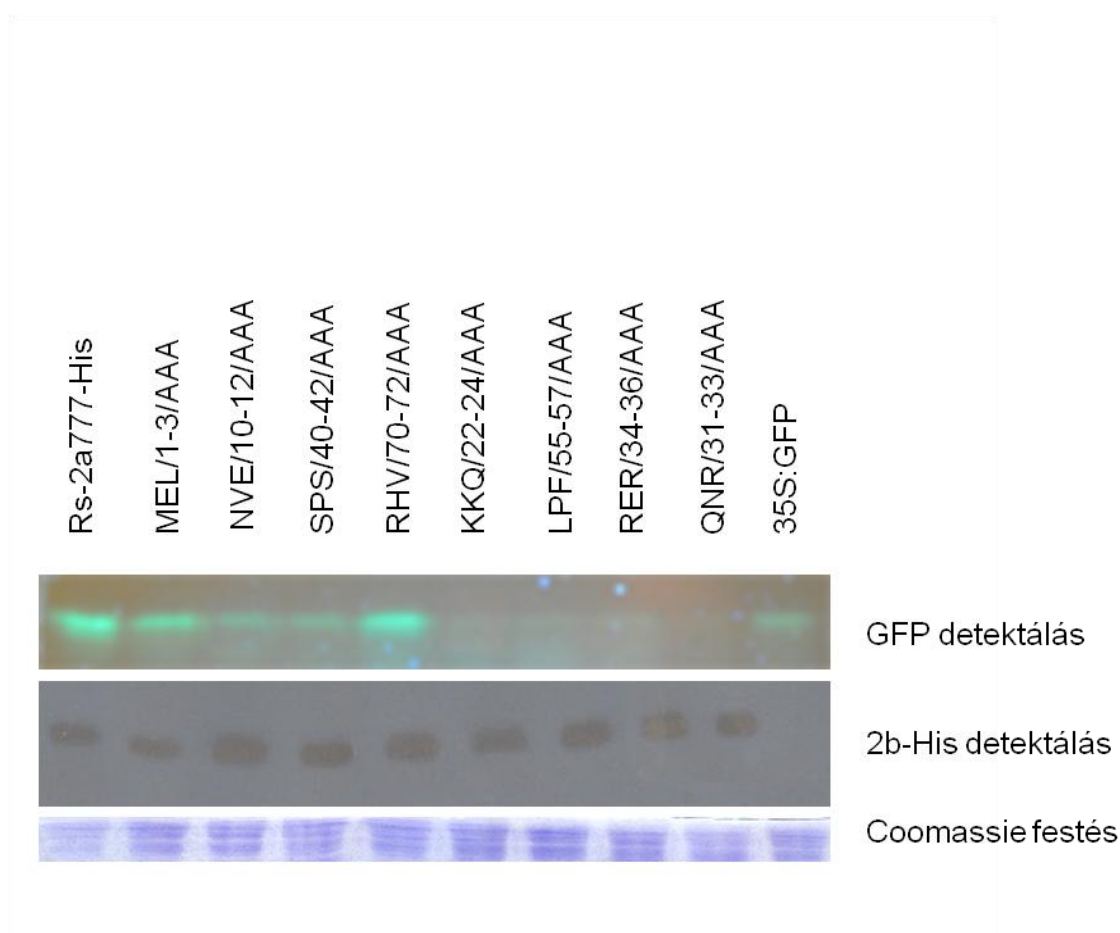 Rs-2a777-His
MEL/1-3/AAA
NVE/10-12/AAA
SPS/40-42/AAA
RHV/70-72/AAA
KKQ/22-24/AAA
LPF/55-57/AAA
RER/34-36/AAA
QNR/31-33/AAA
35S:GFP
GFP detektálás
2b-His detektálás
Coomassie festés